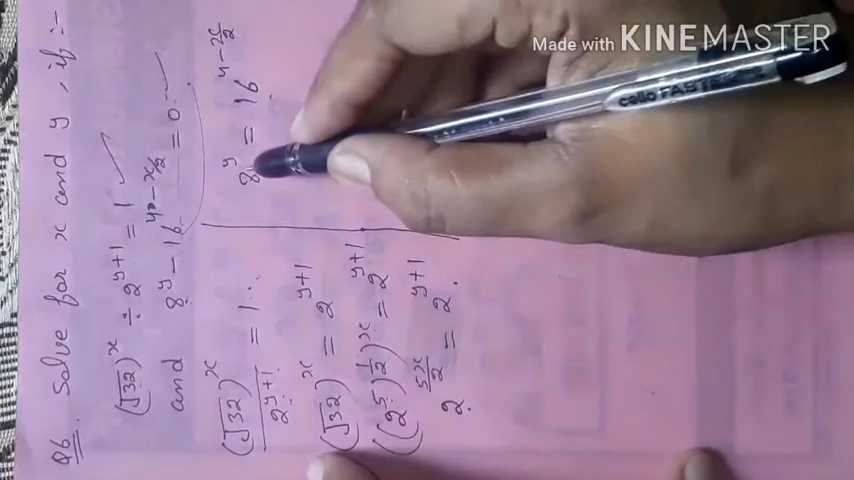 Q6. Solve for x and y, if :-
(√32)^x ÷ 2^(y+1) = 1
and 8^y - 16^(4 - x/2) = 0
(√32)^x / 2^(y+1) = 1
(√32)^x = 2^(y+1)
((2^5)^(1/2))^x = 2^(y+1)
2^(5x/2) = 2^(y+1)
8^y = 16^(4 - x/2)
cello FAST
Made with KINEMASTER